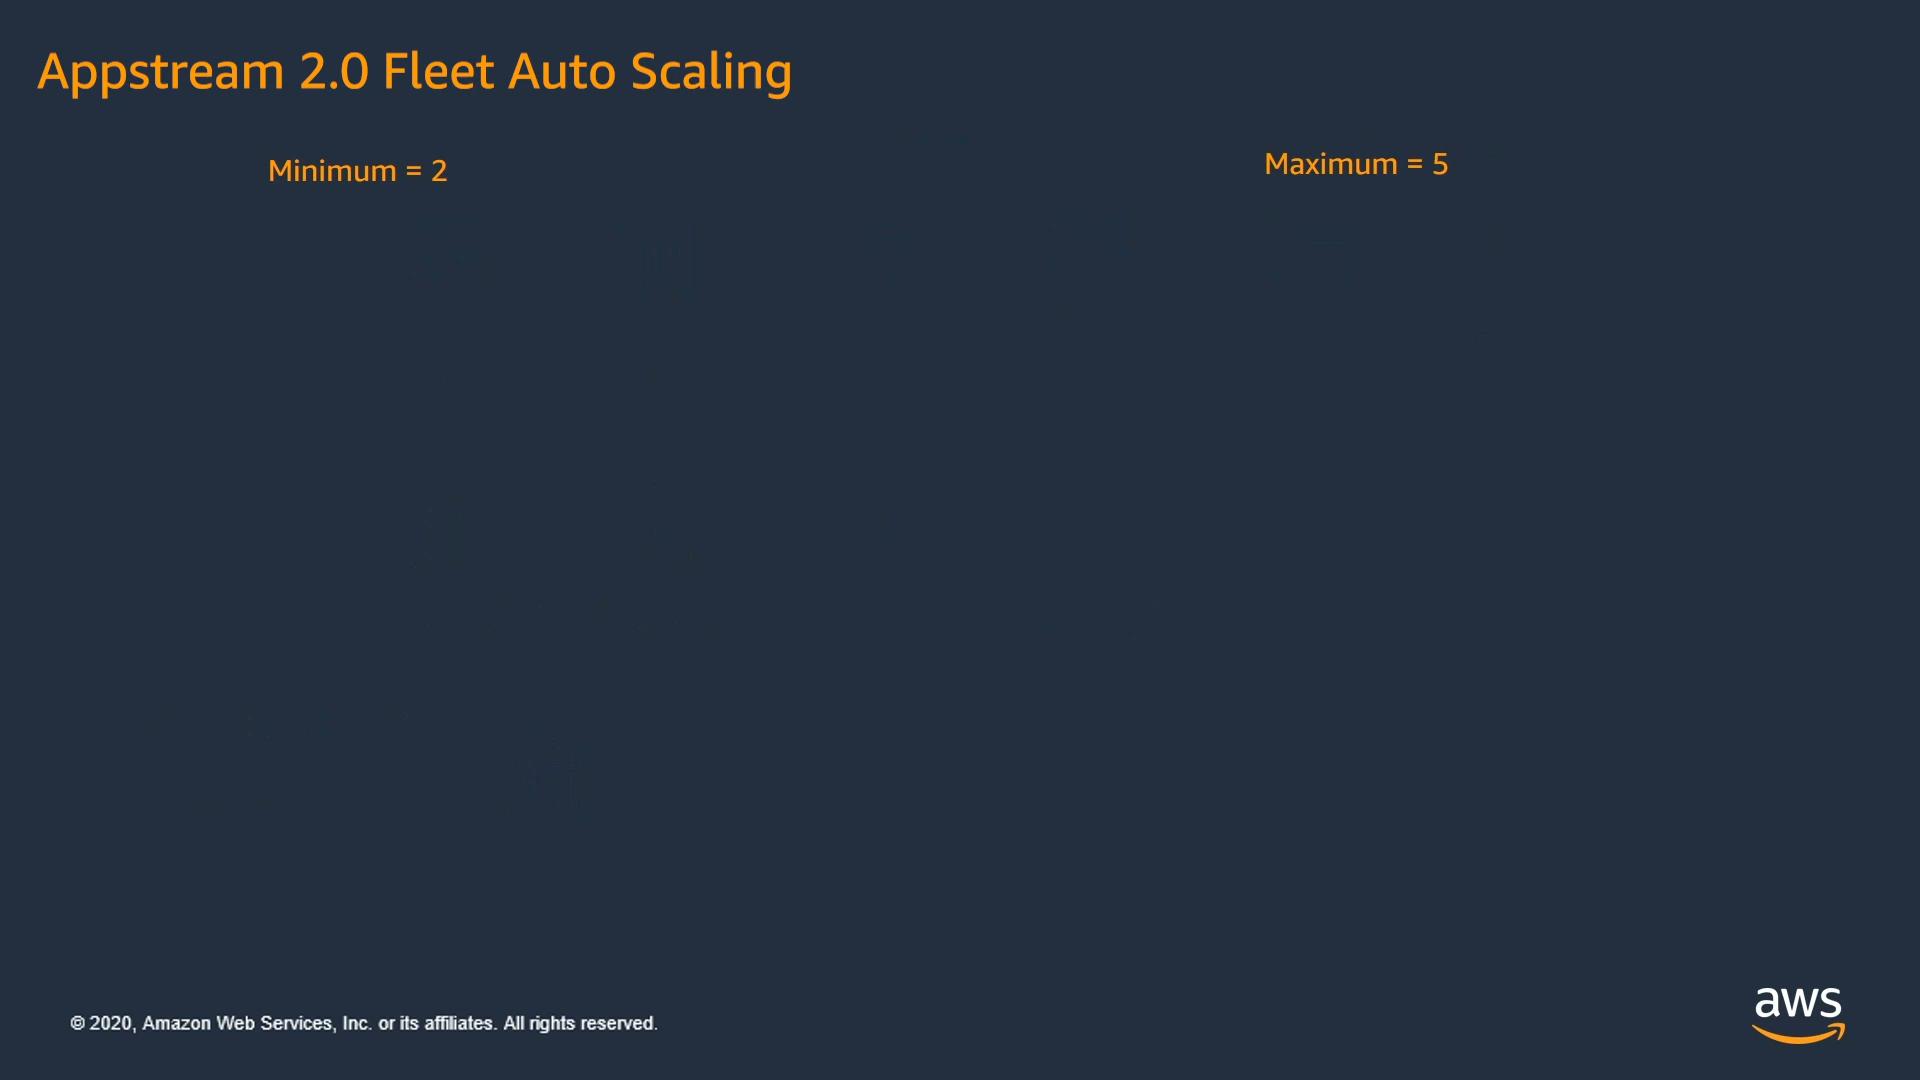 Appstream 2.0 Fleet Auto Scaling
Minimum = 2
Maximum = 5
© 2020, Amazon Web Services, Inc. or its affiliates. All rights reserved.
aws